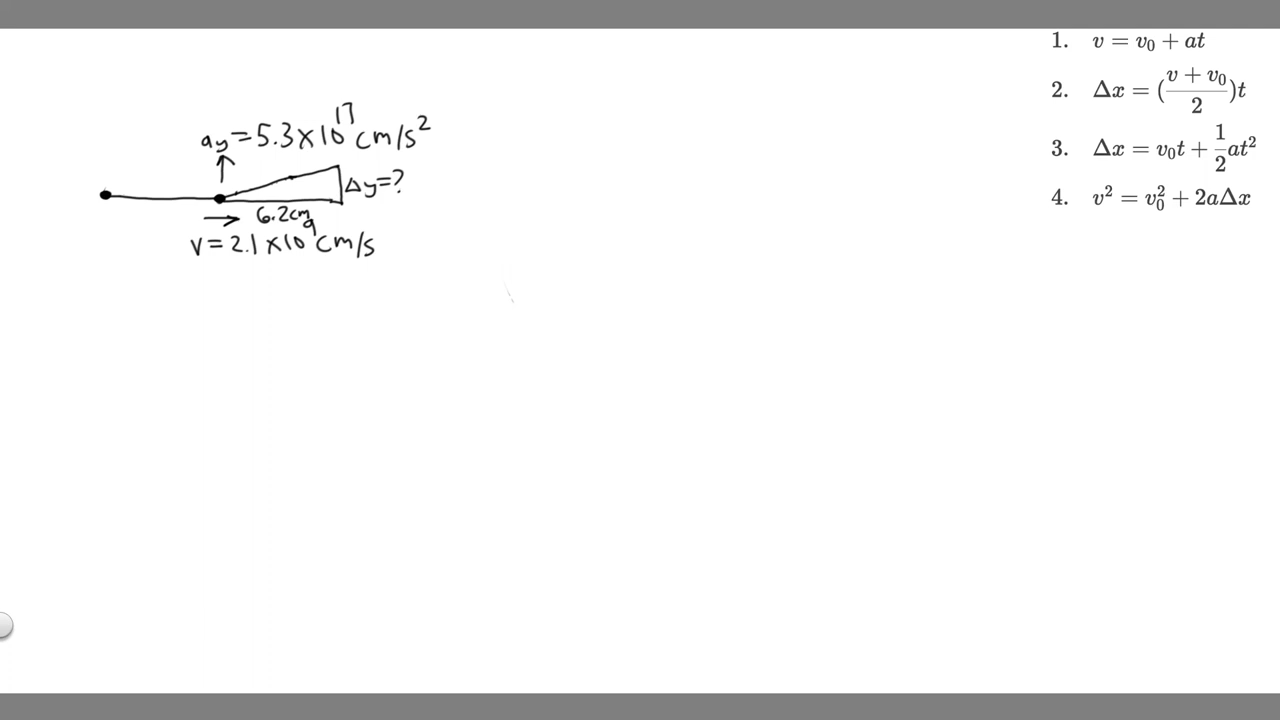 a_y = 5.3 × 10^17 cm/s^2
Δy = ?
6.2cm
v = 2.1 × 10^9 cm/s
1. v = v_0 + at
2. Δx = ((v + v_0)/2)t
3. Δx = v_0t + 1/2 at^2
4. v^2 = v_0^2 + 2aΔx